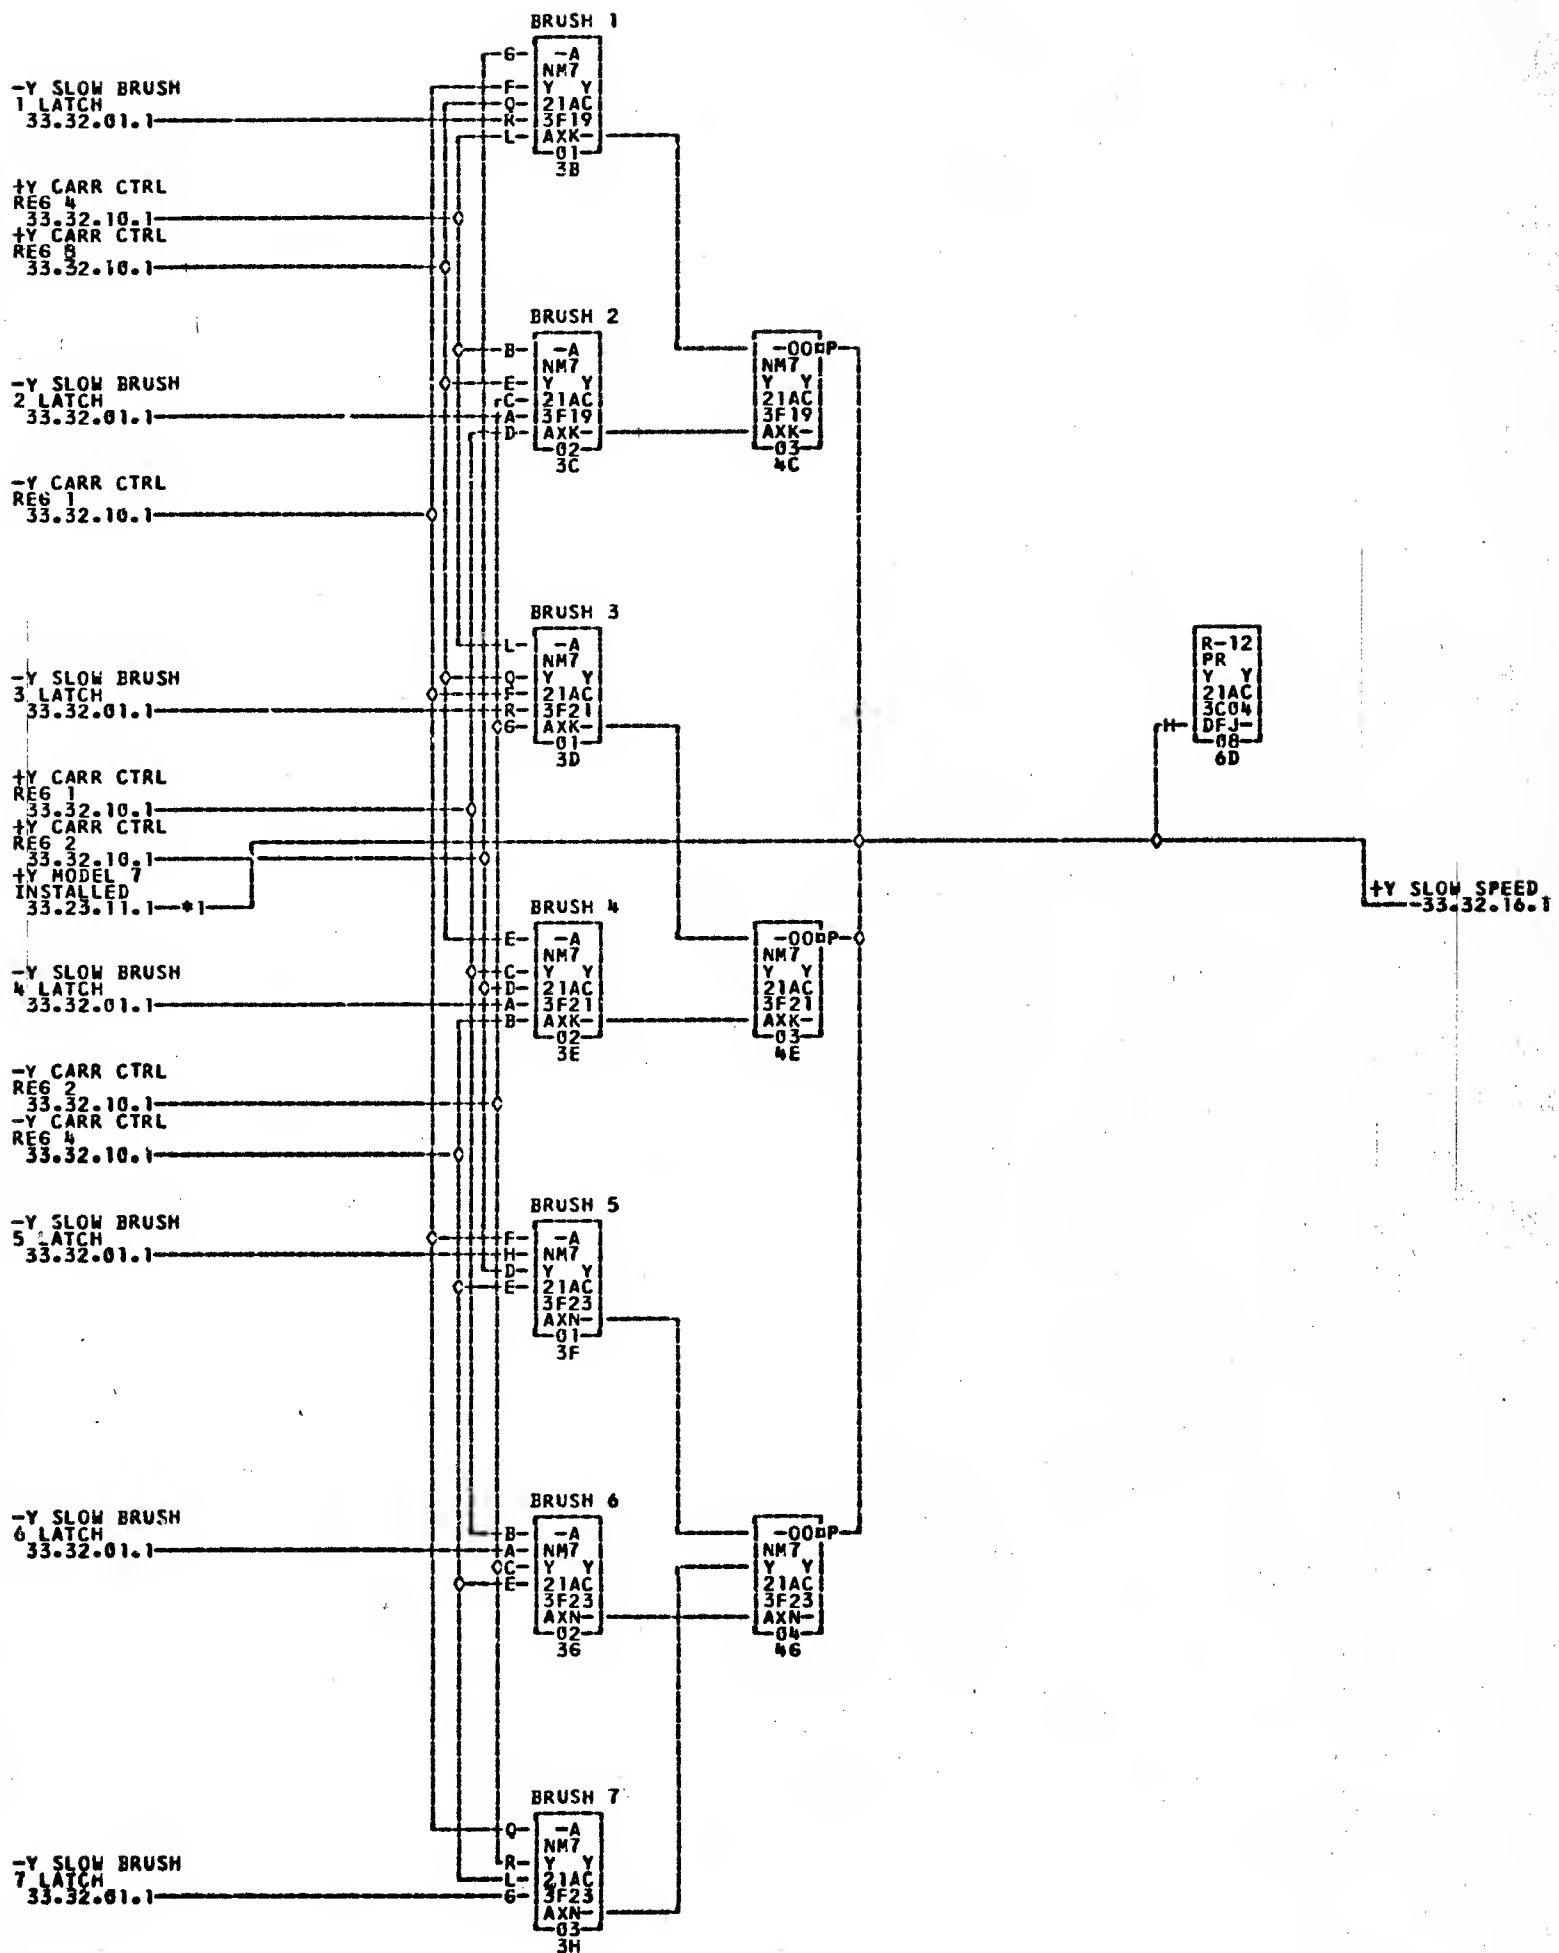 BRUSH 1
G -A
NM7
-Y SLOW BRUSH
F Y Y
1 LATCH
Q 21AC
33.32.01.1
R 3F19
L AXK
01
3B
+Y CARR CTRL
REG 4
33.32.10.1
+Y CARR CTRL
REG 8
33.32.10.1
BRUSH 2
B -A
NM7
-Y SLOW BRUSH
E Y Y
2 LATCH
C 21AC
33.32.01.1
A 3F19
D AXK
02
3C
-OO P
NM7
Y Y
21AC
3F19
AXK
03
4C
-Y CARR CTRL
REG 1
33.32.10.1
BRUSH 3
L -A
NM7
-Y SLOW BRUSH
Q Y Y
3 LATCH
F 21AC
33.32.01.1
R 3F21
G AXK
01
3D
R-12
PR
Y Y
21AC
3C04
H DFJ
08
6D
+Y CARR CTRL
REG 1
33.32.10.1
+Y CARR CTRL
REG 2
33.32.10.1
+Y MODEL 7
INSTALLED
33.23.11.1 *1
+Y SLOW SPEED
33.32.16.1
BRUSH 4
E -A
NM7
-Y SLOW BRUSH
C Y Y
4 LATCH
D 21AC
33.32.01.1
A 3F21
B AXK
02
3E
-OO P
NM7
Y Y
21AC
3F21
AXK
03
4E
-Y CARR CTRL
REG 2
33.32.10.1
-Y CARR CTRL
REG 4
33.32.10.1
BRUSH 5
-Y SLOW BRUSH
5 LATCH
33.32.01.1
F -A
H NM7
D Y Y
E 21AC
3F23
AXN
01
3F
BRUSH 6
-Y SLOW BRUSH
6 LATCH
33.32.01.1
B -A
A NM7
C Y Y
E 21AC
3F23
AXN
02
3G
-OO P
NM7
Y Y
21AC
3F23
AXN
04
4G
BRUSH 7
Q -A
NM7
-Y SLOW BRUSH
R Y Y
7 LATCH
L 21AC
33.32.01.1
G 3F23
AXN
03
3H